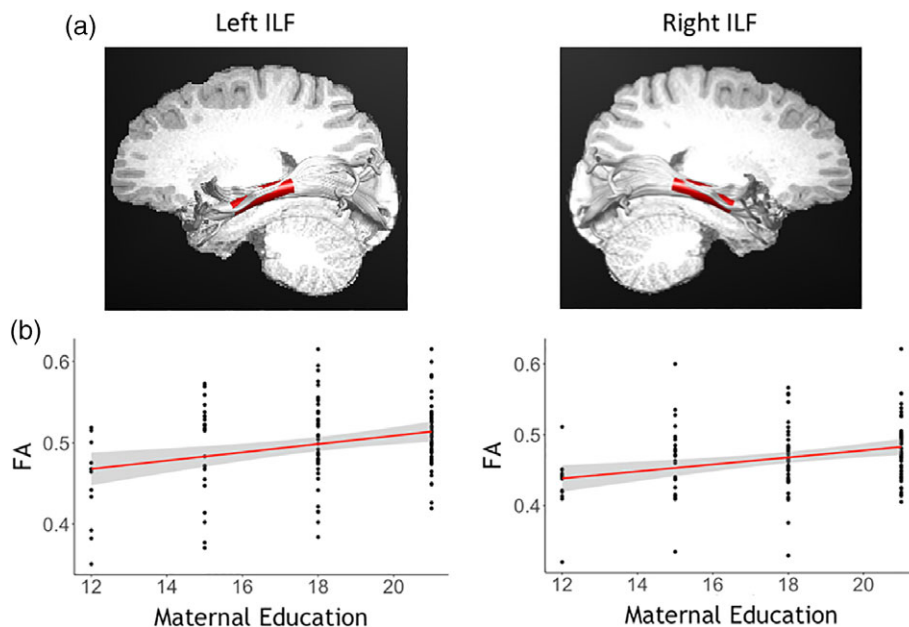 (a) Left ILF Right ILF
(b)
0.6 0.6
0.5 0.5
0.4 0.4
FA FA
12 14 16 18 20 12 14 16 18 20
Maternal Education Maternal Education